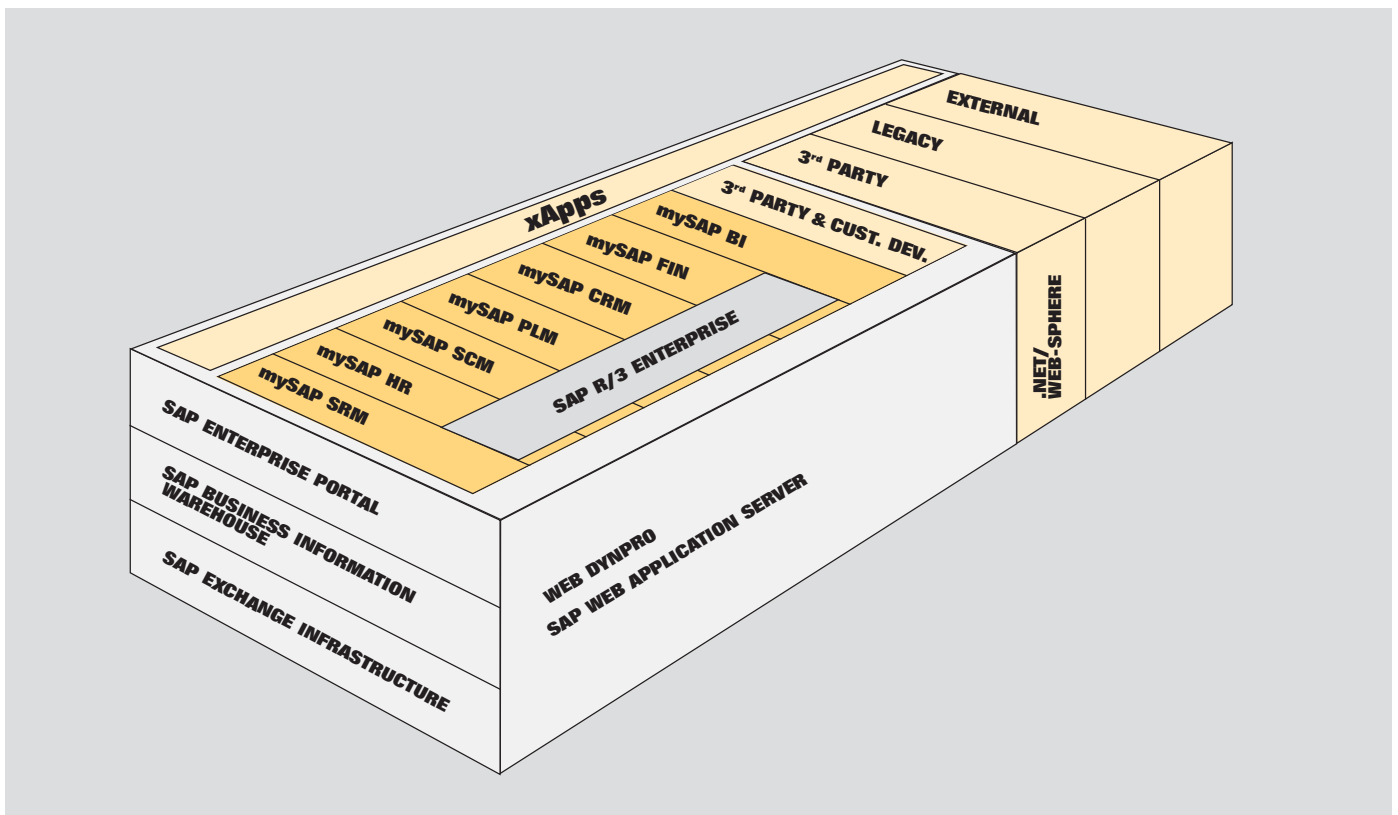 EXTERNAL
LEGACY
3rd PARTY
3rd PARTY & CUST. DEV.
xApps
mySAP BI
mySAP FIN
mySAP CRM
mySAP PLM
mySAP SCM
mySAP HR
mySAP SRM
SAP R/3 ENTERPRISE
.NET/
WEB-SPHERE
SAP ENTERPRISE PORTAL
SAP BUSINESS INFORMATION
WAREHOUSE
SAP EXCHANGE INFRASTRUCTURE
WEB DYNPRO
SAP WEB APPLICATION SERVER